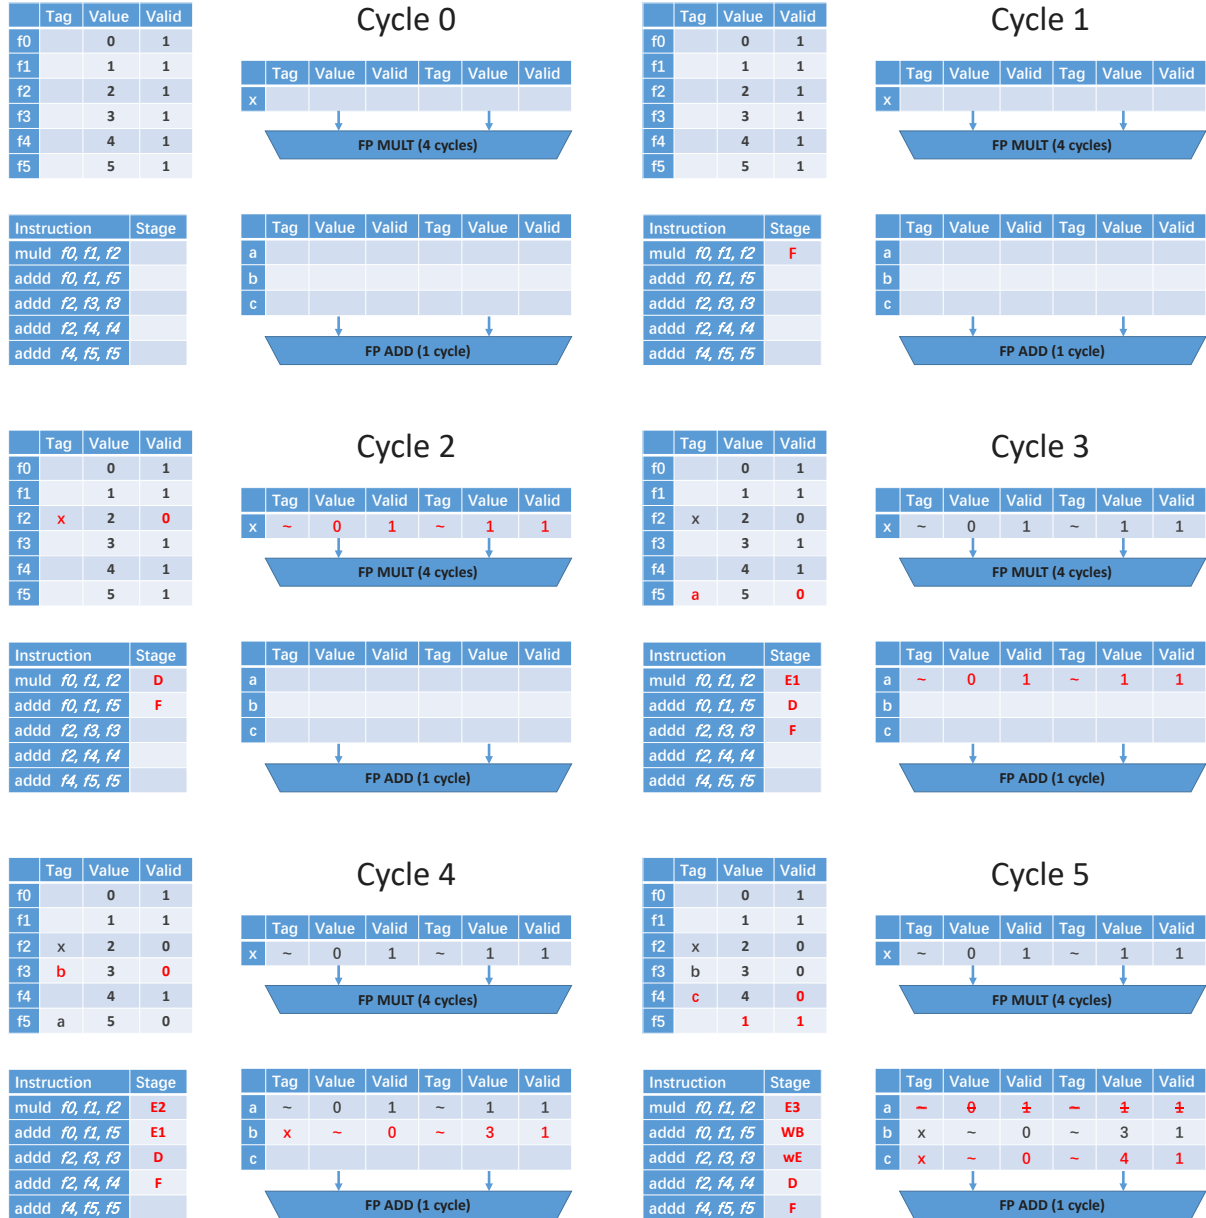 Cycle 0
Tag Value Valid
f0 0 1
f1 1 1
f2 2 1
f3 3 1
f4 4 1
f5 5 1
Tag Value Valid Tag Value Valid
x
FP MULT (4 cycles)
Instruction Stage
muld f0, f1, f2
addd f0, f1, f5
addd f2, f3, f3
addd f2, f4, f4
addd f4, f5, f5
Tag Value Valid Tag Value Valid
a
b
c
FP ADD (1 cycle)
Cycle 1
Tag Value Valid
f0 0 1
f1 1 1
f2 2 1
f3 3 1
f4 4 1
f5 5 1
Tag Value Valid Tag Value Valid
x
FP MULT (4 cycles)
Instruction Stage
muld f0, f1, f2 F
addd f0, f1, f5
addd f2, f3, f3
addd f2, f4, f4
addd f4, f5, f5
Tag Value Valid Tag Value Valid
a
b
c
FP ADD (1 cycle)
Cycle 2
Tag Value Valid
f0 0 1
f1 1 1
f2 x 2 0
f3 3 1
f4 4 1
f5 5 1
Tag Value Valid Tag Value Valid
x ~ 0 1 ~ 1 1
FP MULT (4 cycles)
Instruction Stage
muld f0, f1, f2 D
addd f0, f1, f5 F
addd f2, f3, f3
addd f2, f4, f4
addd f4, f5, f5
Tag Value Valid Tag Value Valid
a
b
c
FP ADD (1 cycle)
Cycle 3
Tag Value Valid
f0 0 1
f1 1 1
f2 x 2 0
f3 3 1
f4 4 1
f5 a 5 0
Tag Value Valid Tag Value Valid
x ~ 0 1 ~ 1 1
FP MULT (4 cycles)
Instruction Stage
muld f0, f1, f2 E1
addd f0, f1, f5 D
addd f2, f3, f3 F
addd f2, f4, f4
addd f4, f5, f5
Tag Value Valid Tag Value Valid
a ~ 0 1 ~ 1 1
b
c
FP ADD (1 cycle)
Cycle 4
Tag Value Valid
f0 0 1
f1 1 1
f2 x 2 0
f3 b 3 0
f4 4 1
f5 a 5 0
Tag Value Valid Tag Value Valid
x ~ 0 1 ~ 1 1
FP MULT (4 cycles)
Instruction Stage
muld f0, f1, f2 E2
addd f0, f1, f5 E1
addd f2, f3, f3 D
addd f2, f4, f4 F
addd f4, f5, f5
Tag Value Valid Tag Value Valid
a ~ 0 1 ~ 1 1
b x ~ 0 ~ 3 1
c
FP ADD (1 cycle)
Cycle 5
Tag Value Valid
f0 0 1
f1 1 1
f2 x 2 0
f3 b 3 0
f4 c 4 0
f5 1 1
Tag Value Valid Tag Value Valid
x ~ 0 1 ~ 1 1
FP MULT (4 cycles)
Instruction Stage
muld f0, f1, f2 E3
addd f0, f1, f5 WB
addd f2, f3, f3 wE
addd f2, f4, f4 D
addd f4, f5, f5 F
Tag Value Valid Tag Value Valid
a ~ 0 1 ~ 1 1
b x ~ 0 ~ 3 1
c x ~ 0 ~ 4 1
FP ADD (1 cycle)